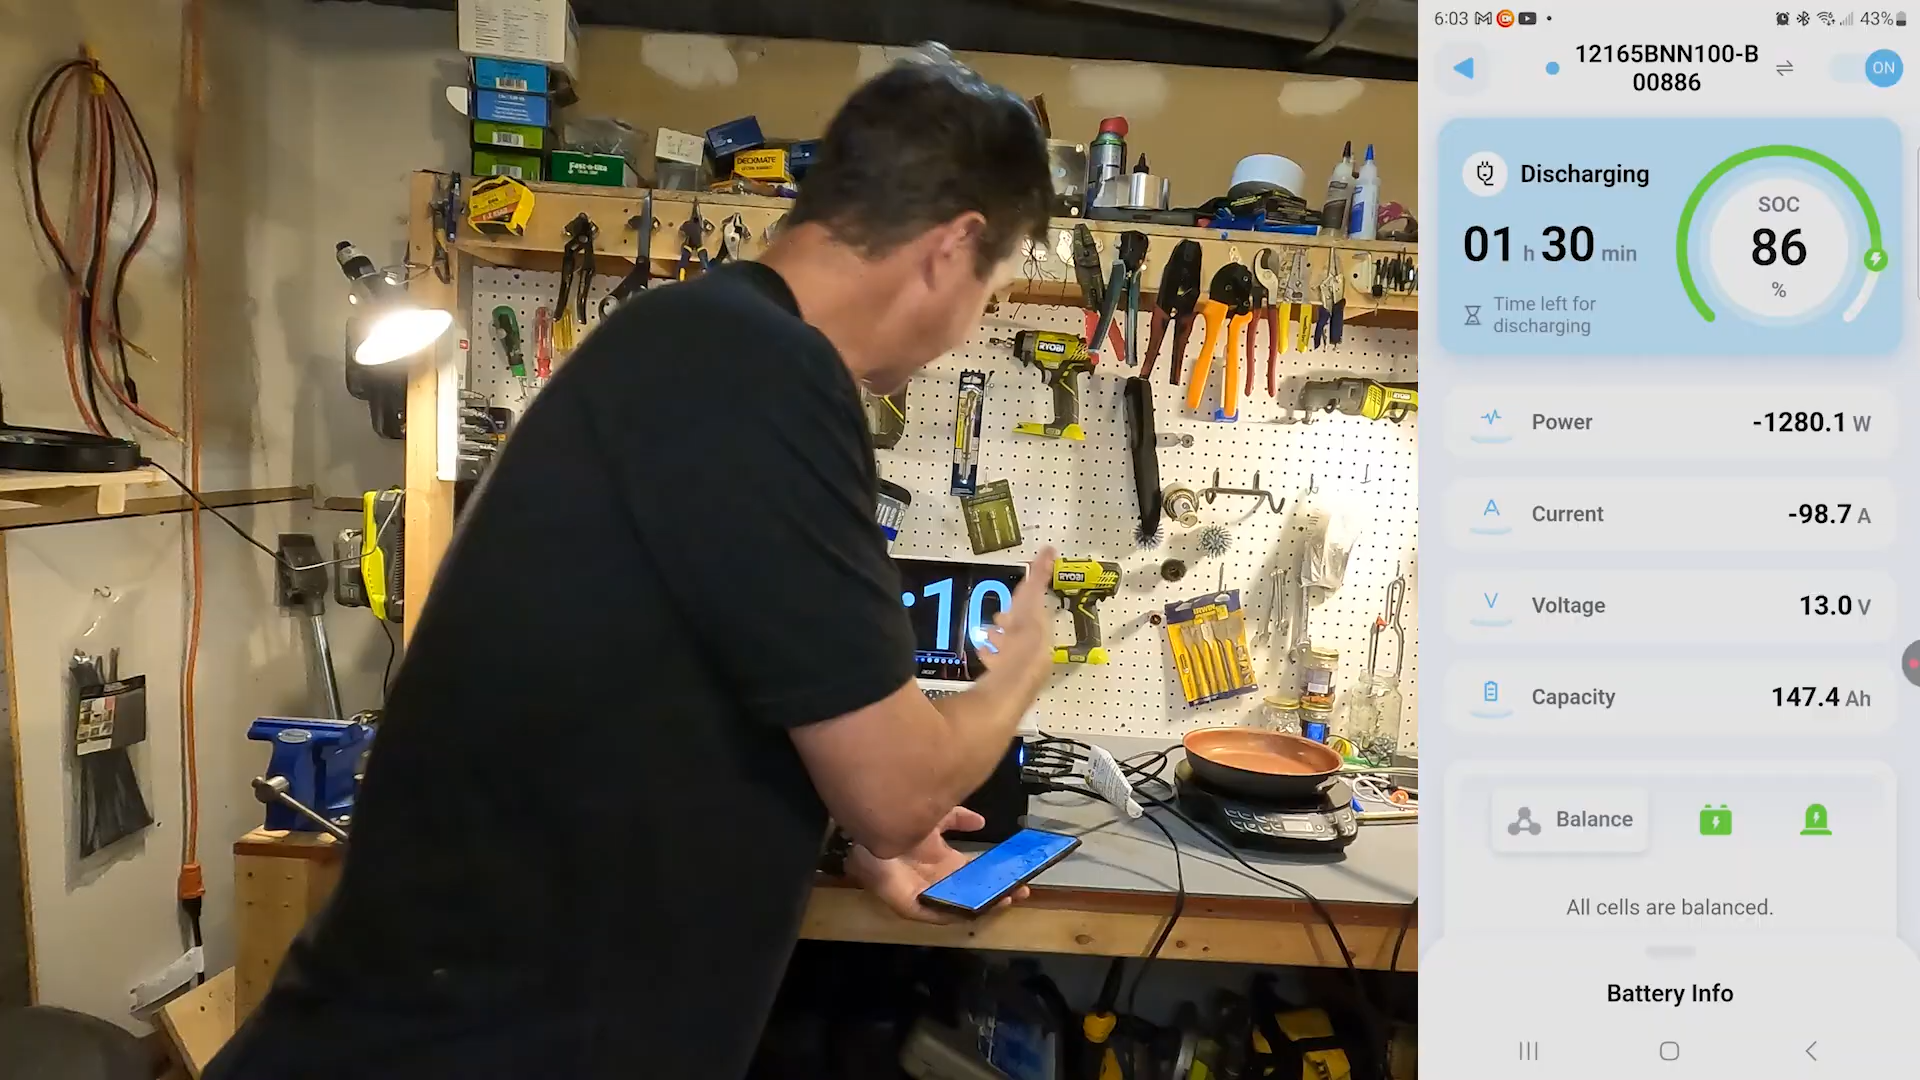 6:03
43%
12165BNN100-B
00886
ON
Discharging
01 h 30 min
Time left for
discharging
SOC
86
%
Power
-1280.1 W
A
Current
-98.7 A
V
Voltage
13.0 V
Capacity
147.4 Ah
Balance
All cells are balanced.
Battery Info
DECKMATE
RYOBI
:10
acer
RYOBI
IRWIN